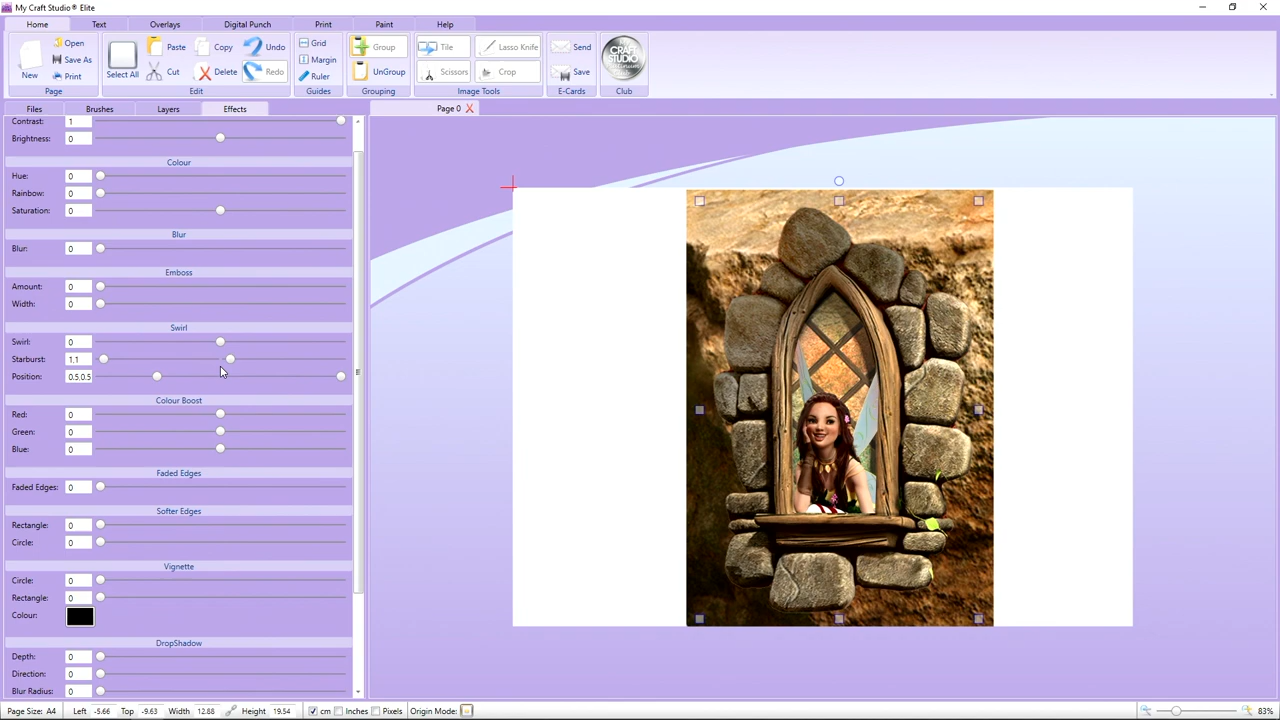 My Craft Studio® Elite
Home Text Overlays Digital Punch Print Paint Help
New Open Save As Print
Select All Paste Copy Undo Cut Delete Redo
Grid Margin Ruler
Group UnGroup
Tile Lasso Knife Scissors Crop
Send Save
CRAFT STUDIO
Page Edit Guides Grouping Image Tools E-Cards Club
Files Brushes Layers Effects
Page 0
Contrast: 1
Brightness: 0
Colour
Hue: 0
Rainbow: 0
Saturation: 0
Blur
Blur: 0
Emboss
Amount: 0
Width: 0
Swirl
Swirl: 0
Starburst: 1,1
Position: 0.5,0.5
Colour Boost
Red: 0
Green: 0
Blue: 0
Faded Edges
Faded Edges: 0
Softer Edges
Rectangle: 0
Circle: 0
Vignette
Circle: 0
Rectangle: 0
Colour:
DropShadow
Depth: 0
Direction: 0
Blur Radius: 0
Page Size: A4 Left -5.66 Top -9.63 Width 12.88 Height 19.54 cm Inches Pixels Origin Mode: 83%